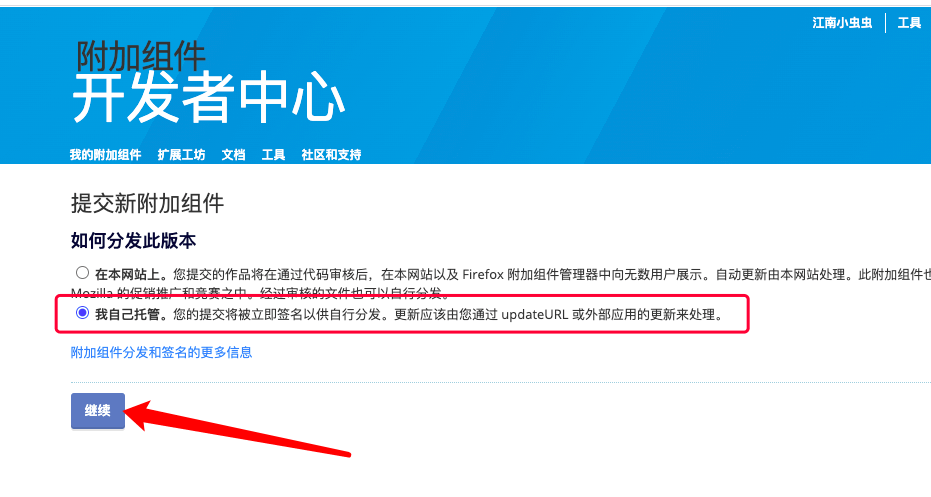 江南小虫虫 工具
附加组件
开发者中心
我的附加组件 扩展工坊 文档 工具 社区和支持
提交新附加组件
如何分发此版本
在本网站上。您提交的作品将在通过代码审核后，在本网站以及 Firefox 附加组件管理器中向无数用户展示。自动更新由本网站处理。此附加组件也
Mozilla 的促销推广和竞赛之中。经过审核的文件也可以自行分发。
我自己托管。您的提交将被立即签名以供自行分发。更新应该由您通过 updateURL 或外部应用的更新来处理。
附加组件分发和签名的更多信息
继续